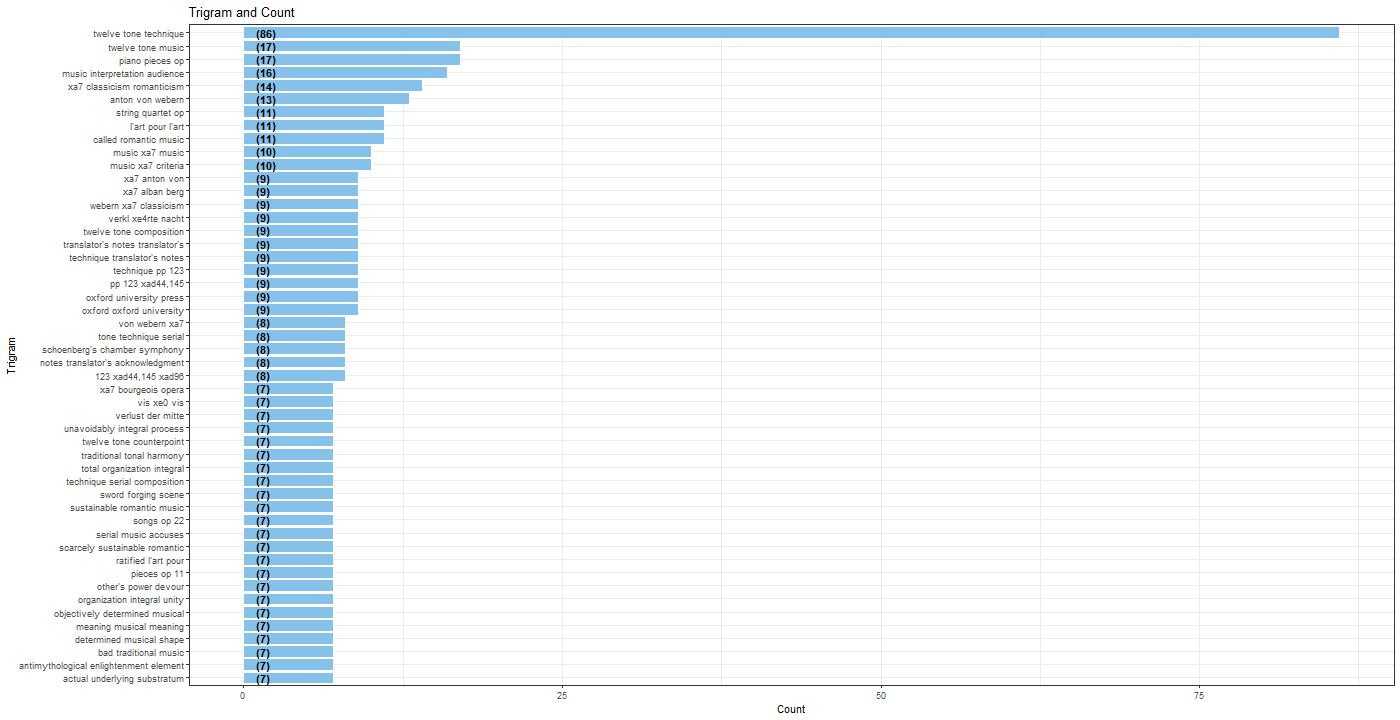 Trigram and Count
twelve tone technique (86)
twelve tone music (17)
piano pieces op (17)
music interpretation audience (16)
xa7 classicism romanticism (14)
anton von webern (13)
string quartet op (11)
l'art pour l'art (11)
called romantic music (11)
music xa7 music (10)
music xa7 criteria (10)
xa7 anton von (9)
xa7 alban berg (9)
webern xa7 classicism (9)
verkl xe4rte nacht (9)
twelve tone composition (9)
translator's notes translator's (9)
technique translator's notes (9)
technique pp 123 (9)
pp 123 xad44,145 (9)
oxford university press (9)
oxford oxford university (9)
von webern xa7 (8)
tone technique serial (8)
schoenberg's chamber symphony (8)
notes translator's acknowledgment (8)
123 xad44,145 xad96 (8)
xa7 bourgeois opera (7)
vis xe0 vis (7)
verlust der mitte (7)
unavoidably integral process (7)
twelve tone counterpoint (7)
traditional tonal harmony (7)
total organization integral (7)
technique serial composition (7)
sword forging scene (7)
sustainable romantic music (7)
songs op 22 (7)
serial music accuses (7)
scarcely sustainable romantic (7)
ratified l'art pour (7)
pieces op 11 (7)
other's power devour (7)
organization integral unity (7)
objectively determined musical (7)
meaning musical meaning (7)
determined musical shape (7)
bad traditional music (7)
antimythological enlightenment element (7)
actual underlying substratum (7)
Trigram
0 25 50 75
Count